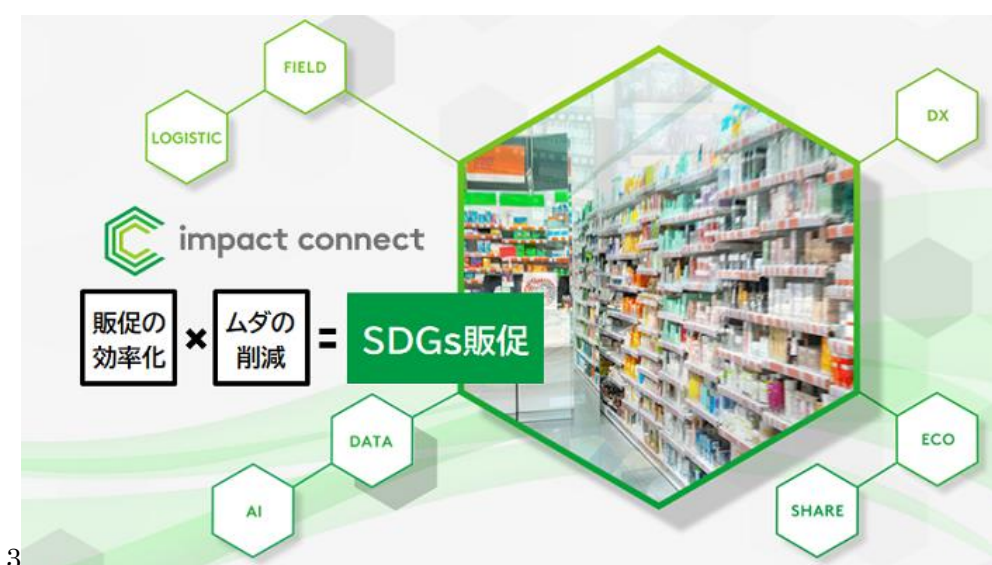 FIELD
LOGISTIC
DX
impact connect
販促の
効率化
×
ムダの
削減
=
SDGs販促
DATA
AI
ECO
SHARE
3